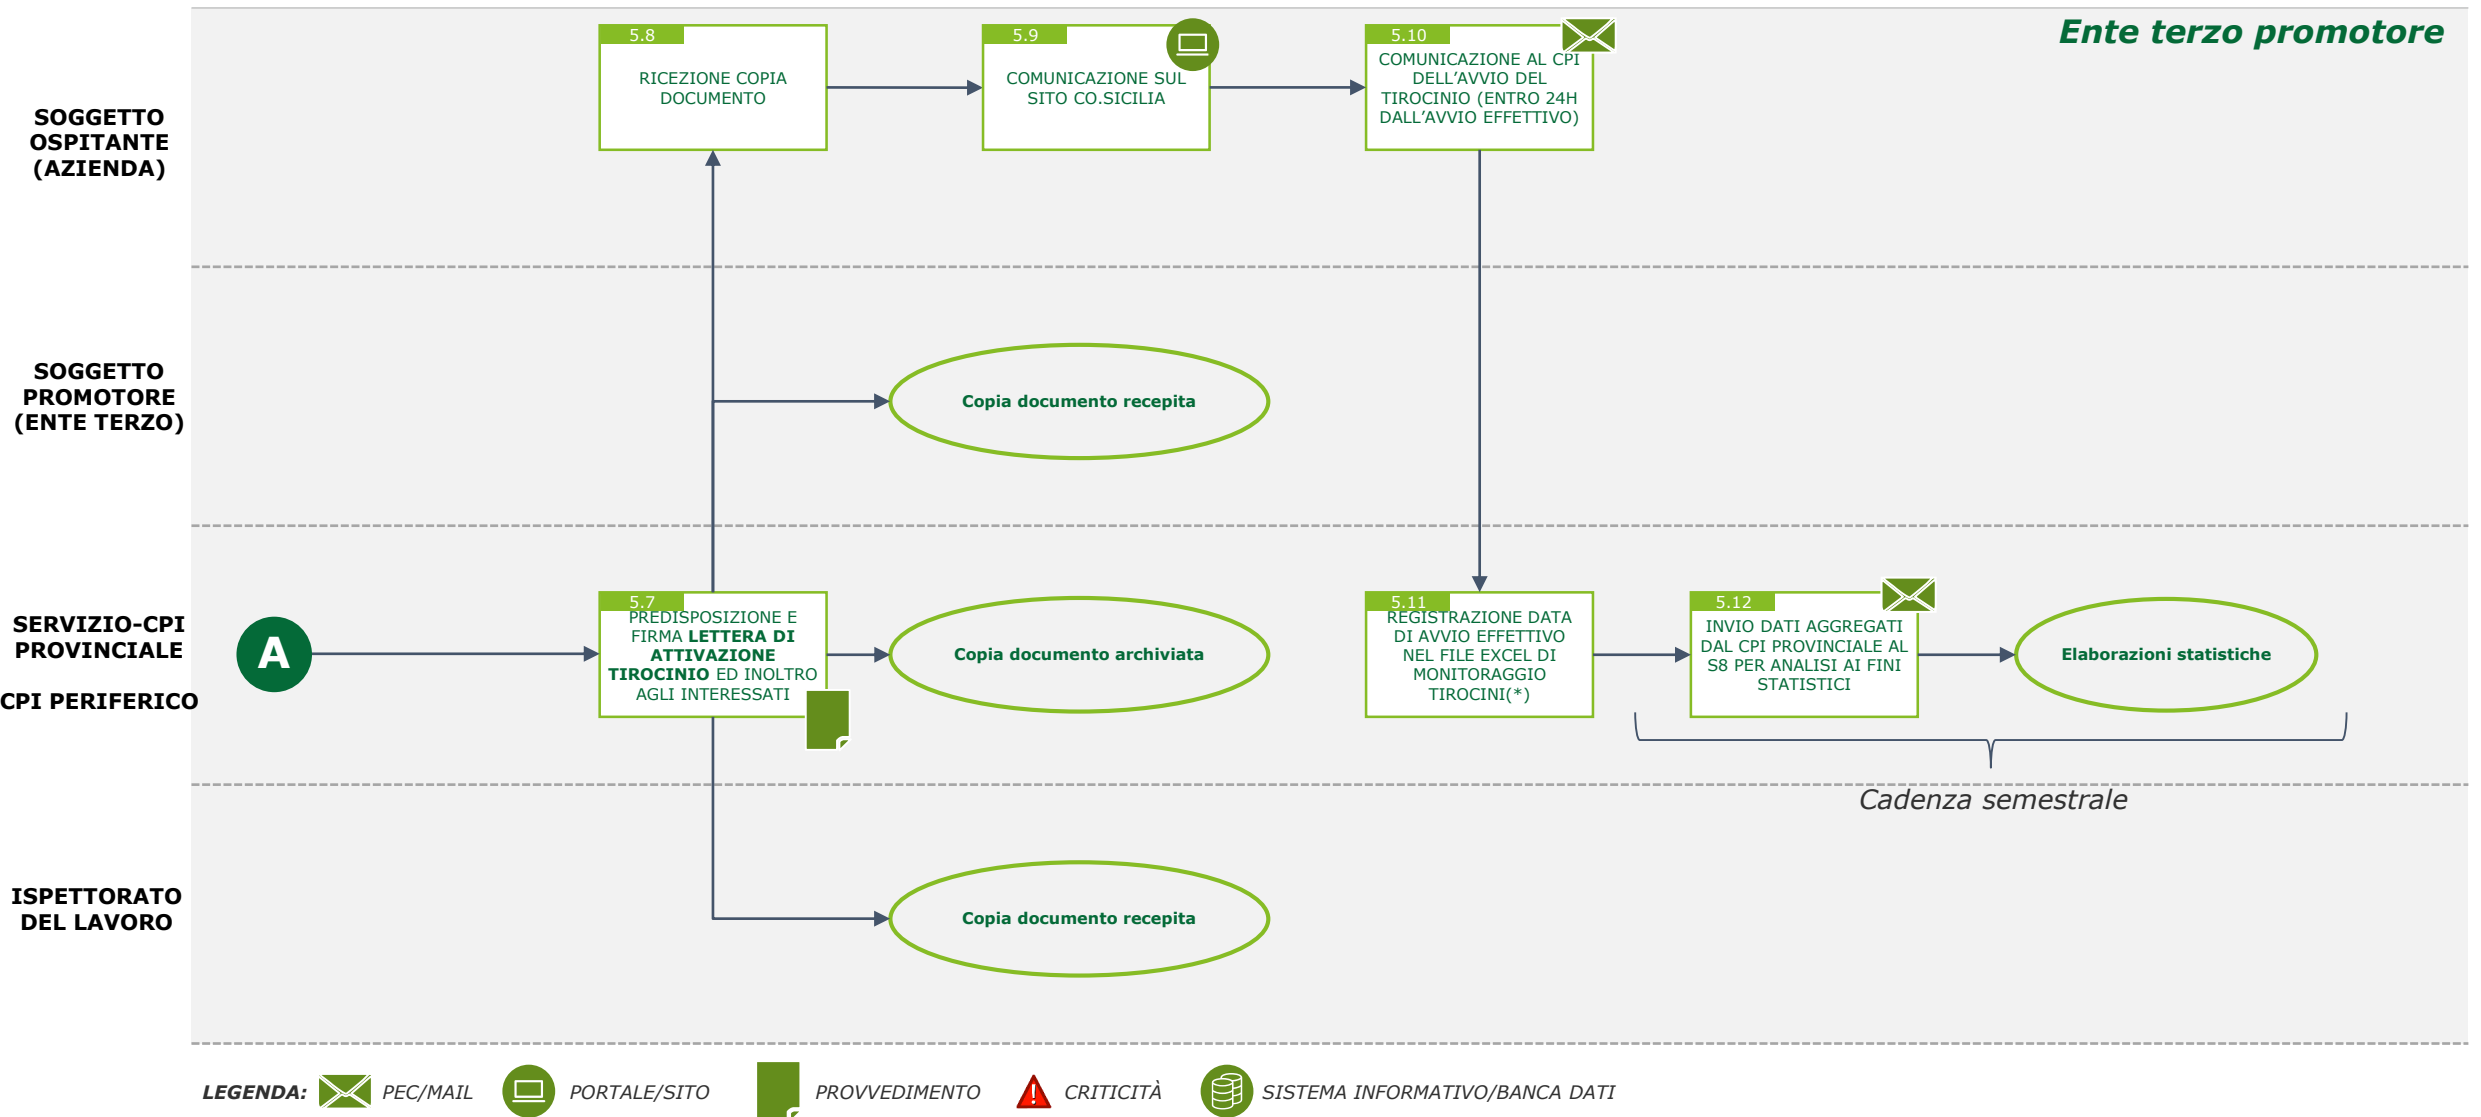 Ente terzo promotore
SOGGETTO
OSPITANTE
(AZIENDA)
5.8
RICEZIONE COPIA
DOCUMENTO
5.9
COMUNICAZIONE SUL
SITO CO.SICILIA
5.10
COMUNICAZIONE AL CPI
DELL’AVVIO DEL
TIROCINIO (ENTRO 24H
DALL’AVVIO EFFETTIVO)
SOGGETTO
PROMOTORE
(ENTE TERZO)
Copia documento recepita
SERVIZIO-CPI
PROVINCIALE
CPI PERIFERICO
A
5.7
PREDISPOSIZIONE E
FIRMA LETTERA DI
ATTIVAZIONE
TIROCINIO ED INOLTRO
AGLI INTERESSATI
Copia documento archiviata
5.11
REGISTRAZIONE DATA
DI AVVIO EFFETTIVO
NEL FILE EXCEL DI
MONITORAGGIO
TIROCINI(*)
5.12
INVIO DATI AGGREGATI
DAL CPI PROVINCIALE AL
S8 PER ANALISI AI FINI
STATISTICI
Elaborazioni statistiche
Cadenza semestrale
ISPETTORATO
DEL LAVORO
Copia documento recepita
LEGENDA: PEC/MAIL PORTALE/SITO PROVVEDIMENTO CRITICITÀ SISTEMA INFORMATIVO/BANCA DATI